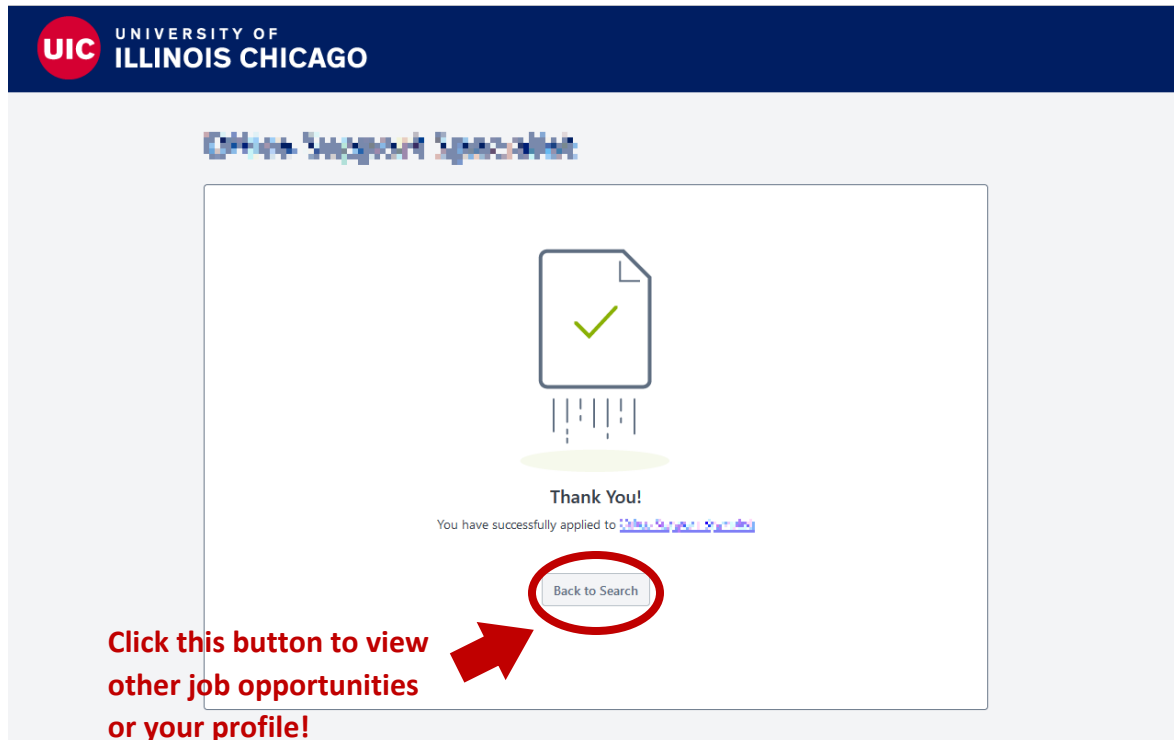 UIC
UNIVERSITY OF
ILLINOIS CHICAGO
Thank You!
You have successfully applied to
Back to Search
Click this button to view
other job opportunities
or your profile!